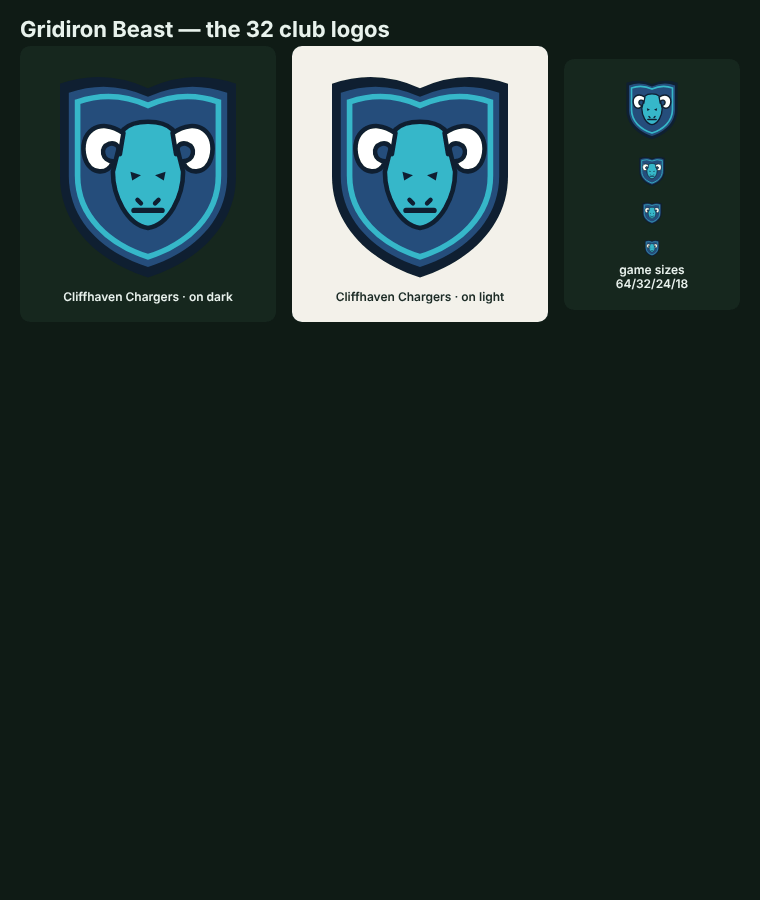 Gridiron Beast — the 32 club logos
Cliffhaven Chargers · on dark
Cliffhaven Chargers · on light
game sizes
64/32/24/18